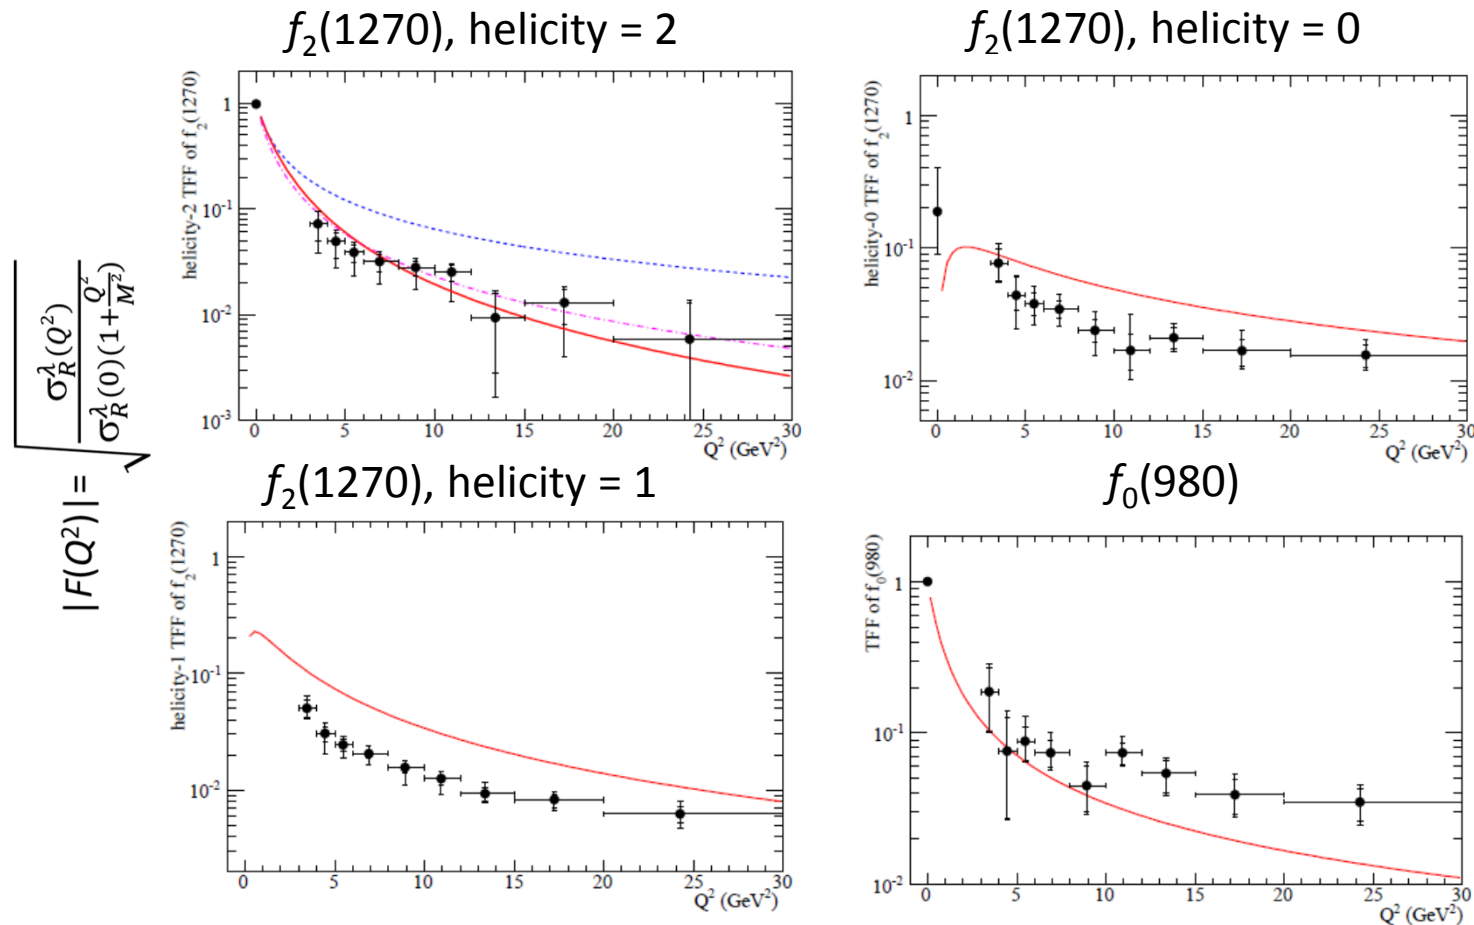 f₂(1270), helicity = 2
f₂(1270), helicity = 0
|F(Q²)|= √ σ_R^λ(Q²) / σ_R^λ(0)(1+Q²/M²)
helicity-2 TFF of f₂(1270)
1
10⁻¹
10⁻²
10⁻³
0 5 10 15 20 25 30
Q² (GeV²)
helicity-0 TFF of f₂(1270)
1
10⁻¹
10⁻²
0 5 10 15 20 25 30
Q² (GeV²)
f₂(1270), helicity = 1
f₀(980)
helicity-1 TFF of f₂(1270)
1
10⁻¹
10⁻²
0 5 10 15 20 25 30
Q² (GeV²)
TFF of f₀(980)
1
10⁻¹
10⁻²
0 5 10 15 20 25 30
Q² (GeV²)